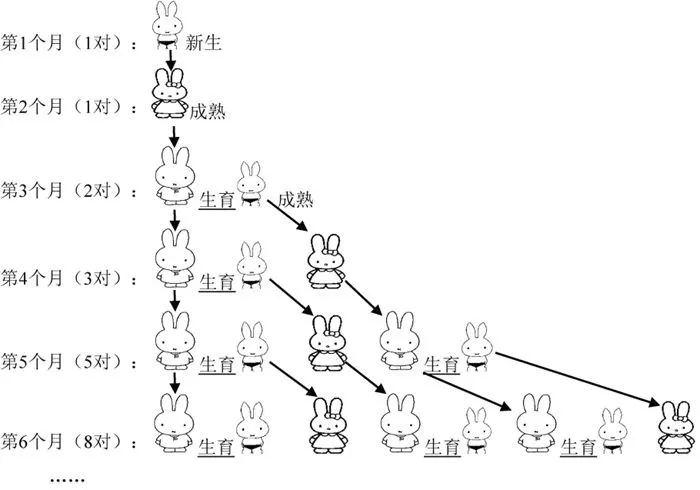 第1个月（1对）： 新生
第2个月（1对）： 成熟
第3个月（2对）： 生育 成熟
第4个月（3对）： 生育
第5个月（5对）： 生育 生育
第6个月（8对）： 生育 生育 生育
……